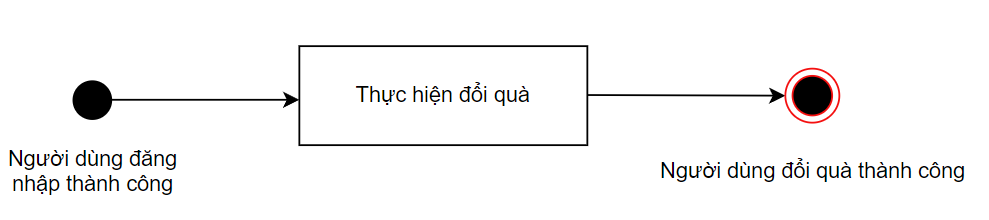 Thực hiện đổi quà
Người dùng đăng
nhập thành công
Người dùng đổi quà thành công